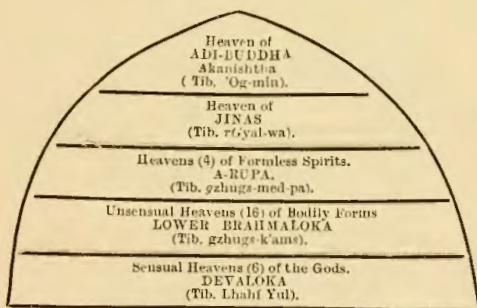 Heaven of
ADI-BUDDHA
Akanishtha
(Tib. 'Og-min).
Heaven of
JINAS
(Tib. rGyal-wa).
Heavens (4) of Formless Spirits.
A-RUPA.
(Tib. gzhugs-med-pa).
Unsensual Heavens (16) of Bodily Forms
LOWER BRAHMALOKA
(Tib. gzhugs-k'ams).
Sensual Heavens (6) of the Gods.
DEVALOKA
(Tib. Lhahi Yul).